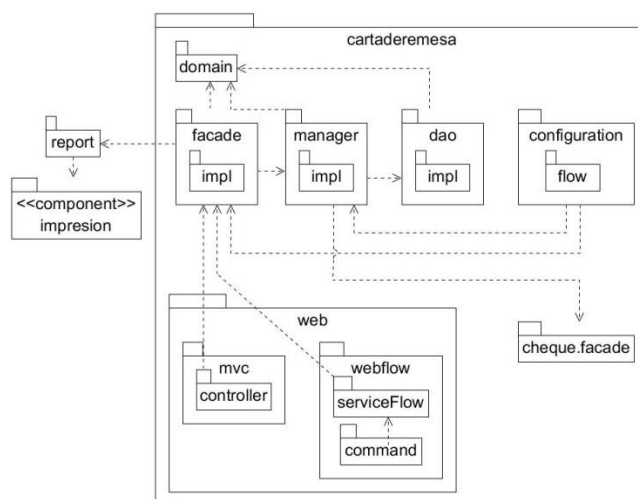 cartaderemesa
domain
report
facade
manager
dao
configuration
impl
impl
impl
flow
<<component>>
impresion
web
cheque.facade
mvc
webflow
controller
serviceFlow
command